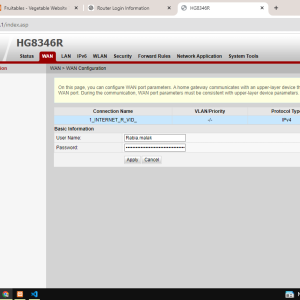 Fruitables - Vegetable Website
Router Login Information
HG8346R
1/index.asp
HG8346R
Status WAN LAN IPv6 WLAN Security Forward Rules Network Application System Tools
WAN > WAN Configuration
On this page, you can configure WAN port parameters. A home gateway communicates with an upper-layer device th
WAN port. During the communication, WAN port parameters must be consistent with upper-layer device parameters.
Connection Name VLAN/Priority Protocol Type
1_INTERNET_R_VID_ -/- IPv4
Basic Information
User Name: Rabia malak
Password:
Apply Cancel